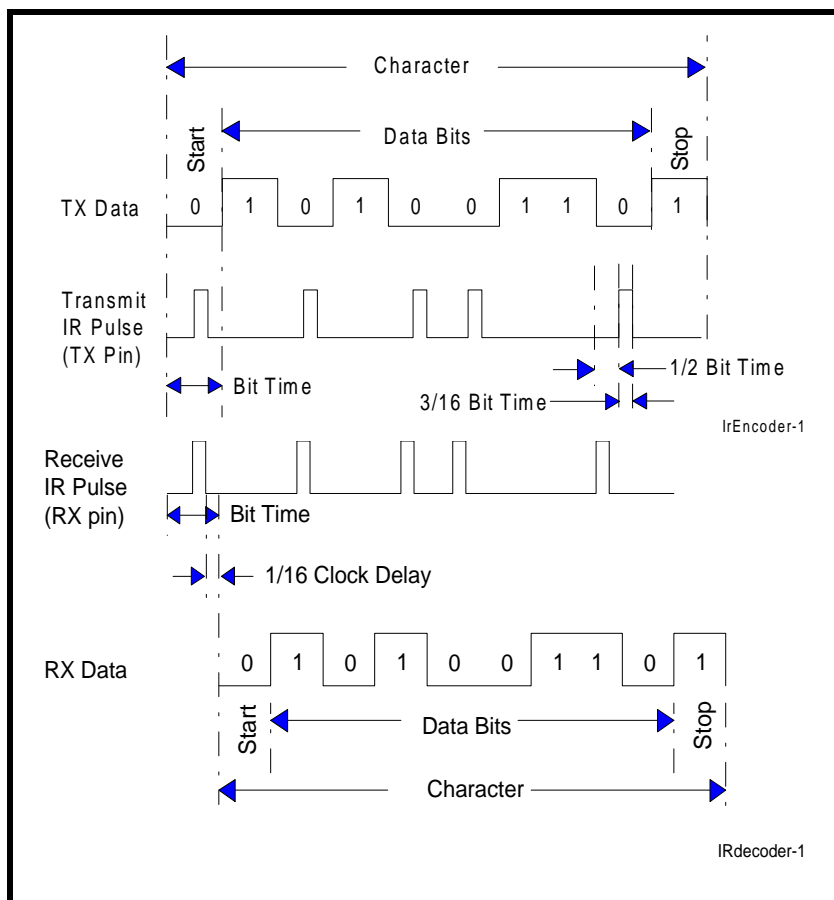 Character
Start
Data Bits
Stop
TX Data
0 1 0 1 0 0 1 1 0 1
Transmit
IR Pulse
(TX Pin)
Bit Time
1/2 Bit Time
3/16 Bit Time
IrEncoder-1
Receive
IR Pulse
(RX pin)
Bit Time
1/16 Clock Delay
RX Data
0 1 0 1 0 0 1 1 0 1
Start
Data Bits
Stop
Character
IRdecoder-1